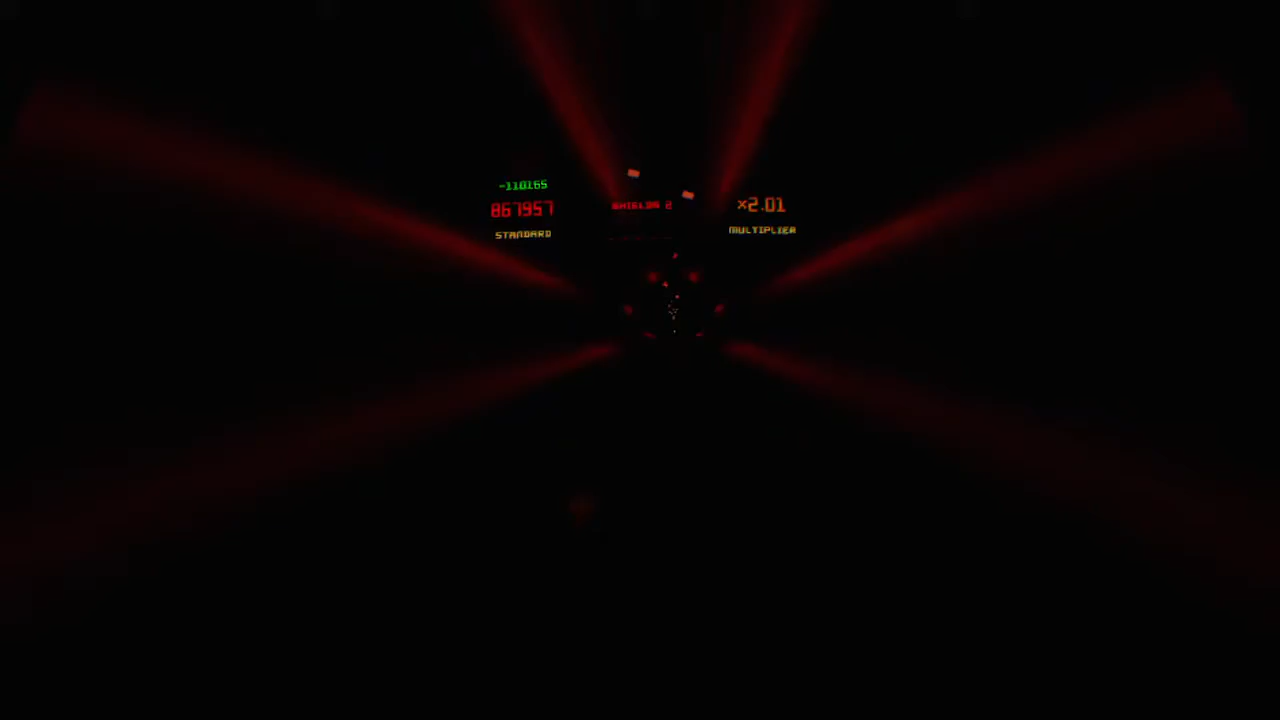 -110165
867957
STANDARD
SHIELDS 2
×2.01
MULTIPLIER